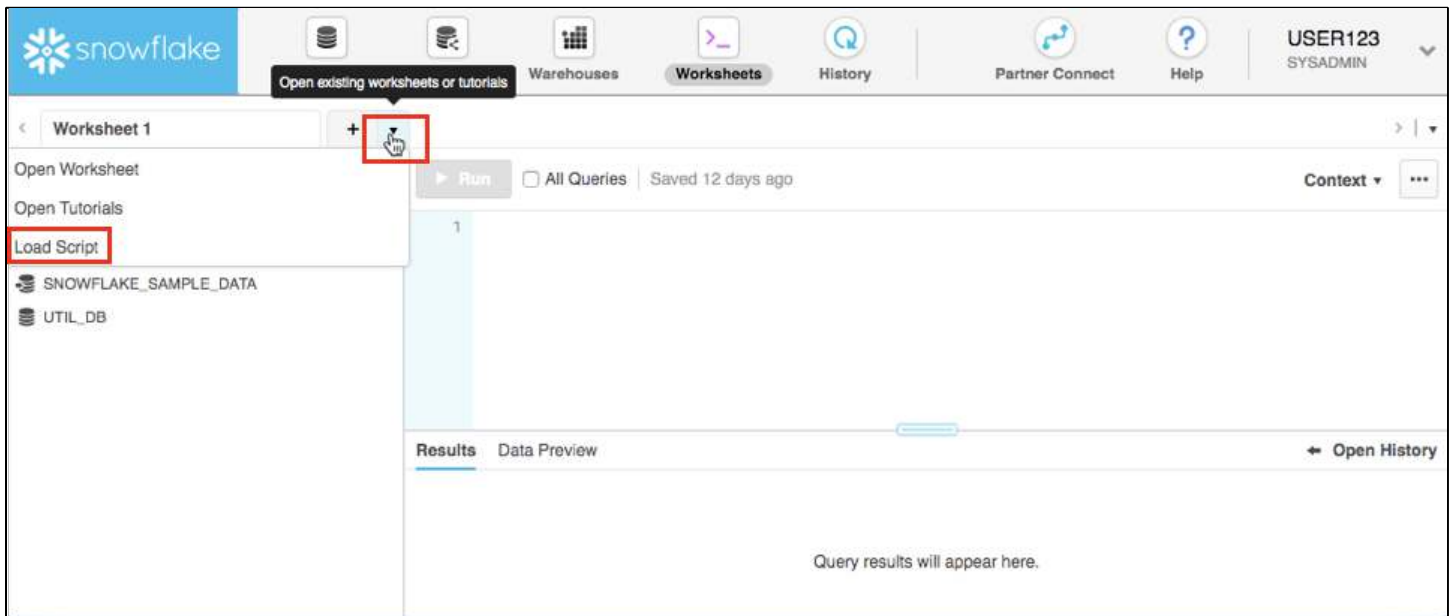 snowflake
Open existing worksheets or tutorials
Warehouses
Worksheets
History
Partner Connect
Help
USER123
SYSADMIN
Worksheet 1
Open Worksheet
Open Tutorials
Load Script
SNOWFLAKE_SAMPLE_DATA
UTIL_DB
Run
All Queries
Saved 12 days ago
Context
1
Results
Data Preview
Open History
Query results will appear here.